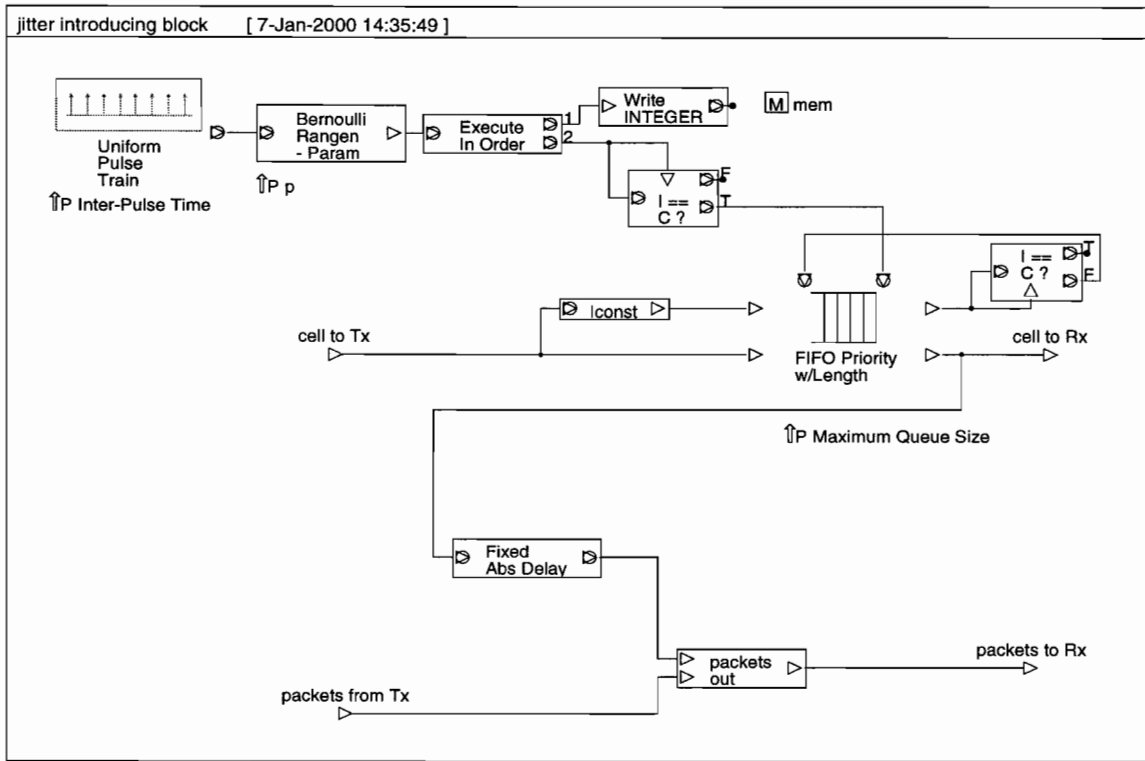 jitter introducing block [ 7-Jan-2000 14:35:49 ]
Uniform
Pulse
Train
⇑P Inter-Pulse Time
Bernoulli
Rangen
- Param
⇑P p
Execute
In Order
1
2
Write
INTEGER
M mem
F
I ==
T
C ?
I ==
T
C ?
F
Iconst
cell to Tx
FIFO Priority
w/Length
cell to Rx
⇑P Maximum Queue Size
Fixed
Abs Delay
packets
out
packets to Rx
packets from Tx